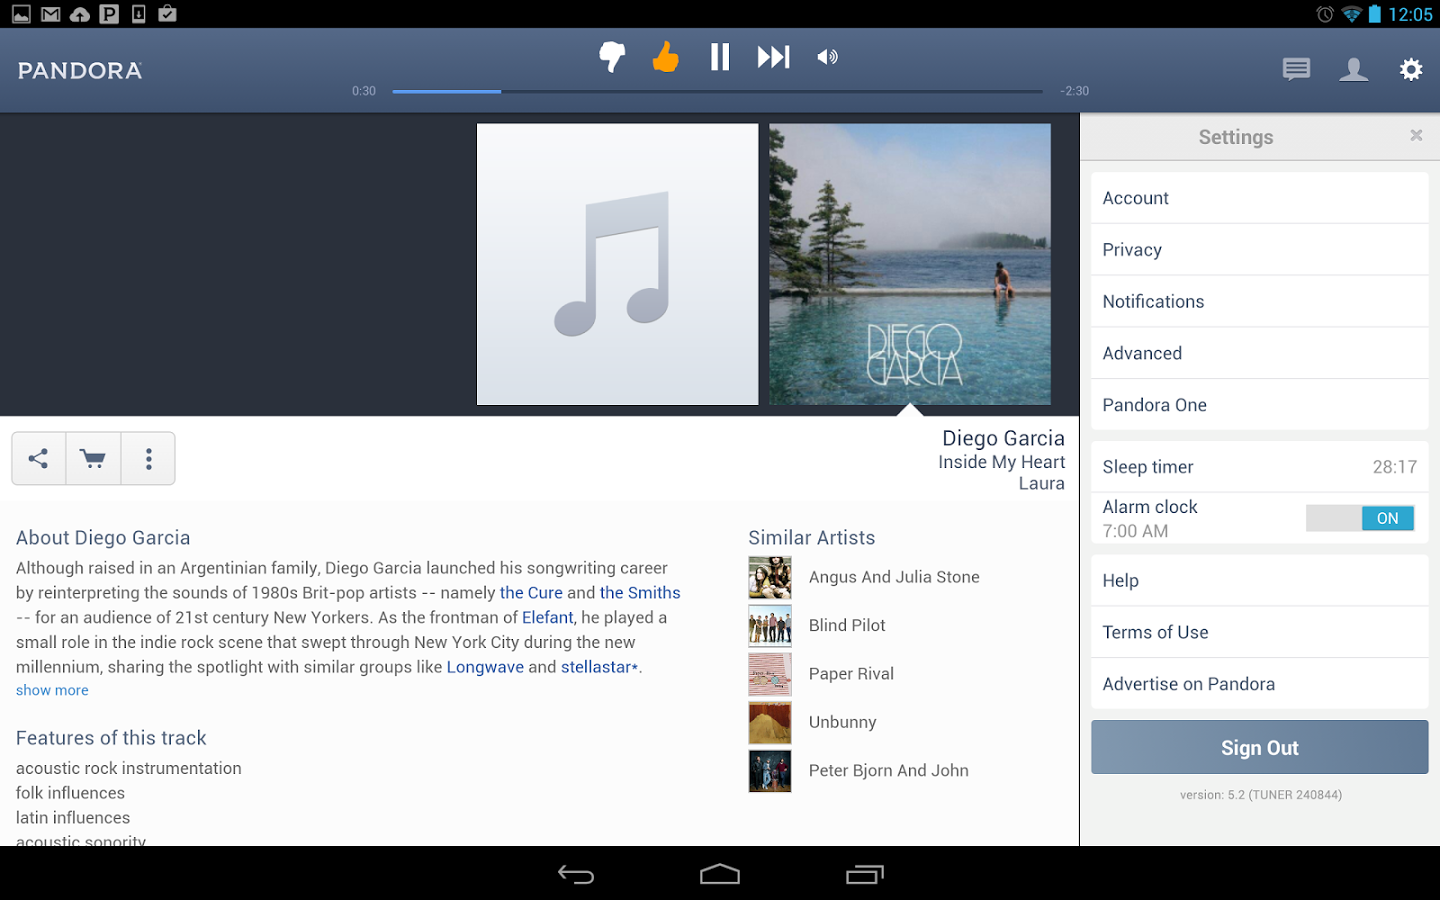 12:05
PANDORA
0:30
-2:30
Settings
Account
Privacy
Notifications
Advanced
Pandora One
Sleep timer 28:17
Alarm clock
7:00 AM
ON
Help
Terms of Use
Advertise on Pandora
Sign Out
version: 5.2 (TUNER 240844)
DIEGO
GARCIA
Diego Garcia
Inside My Heart
Laura
About Diego Garcia
Although raised in an Argentinian family, Diego Garcia launched his songwriting career
by reinterpreting the sounds of 1980s Brit-pop artists -- namely the Cure and the Smiths
-- for an audience of 21st century New Yorkers. As the frontman of Elefant, he played a
small role in the indie rock scene that swept through New York City during the new
millennium, sharing the spotlight with similar groups like Longwave and stellastar*.
show more
Features of this track
acoustic rock instrumentation
folk influences
latin influences
acoustic sonority
Similar Artists
Angus And Julia Stone
Blind Pilot
Paper Rival
Unbunny
Peter Bjorn And John